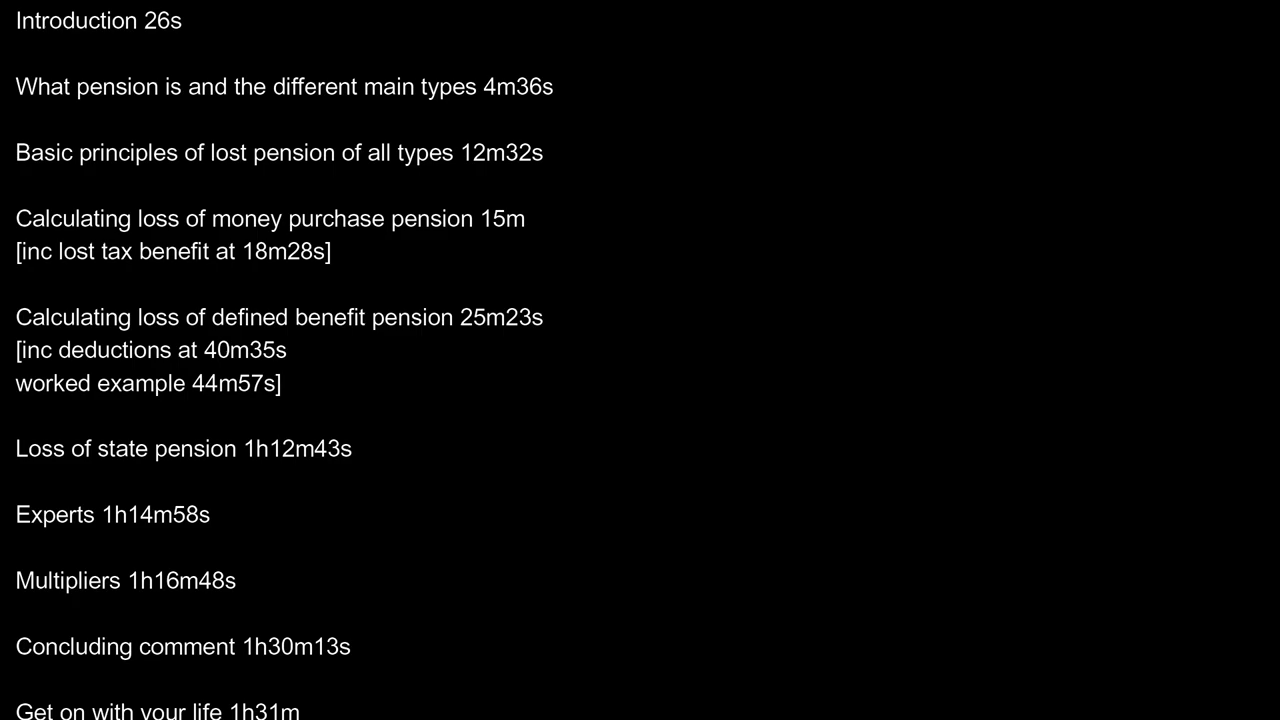 Introduction 26s
What pension is and the different main types 4m36s
Basic principles of lost pension of all types 12m32s
Calculating loss of money purchase pension 15m
[inc lost tax benefit at 18m28s]
Calculating loss of defined benefit pension 25m23s
[inc deductions at 40m35s
worked example 44m57s]
Loss of state pension 1h12m43s
Experts 1h14m58s
Multipliers 1h16m48s
Concluding comment 1h30m13s
Get on with your life 1h31m